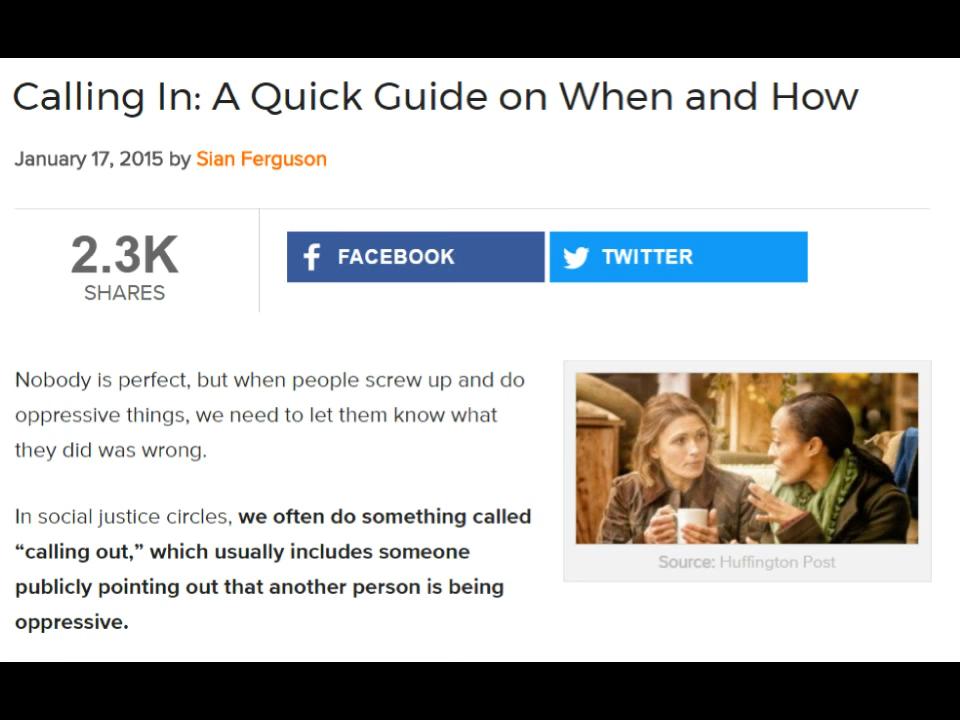 Calling In: A Quick Guide on When and How
January 17, 2015 by Sian Ferguson
2.3K
SHARES
FACEBOOK
TWITTER
Nobody is perfect, but when people screw up and do
oppressive things, we need to let them know what
they did was wrong.
In social justice circles, we often do something called
“calling out,” which usually includes someone
publicly pointing out that another person is being
oppressive.
Source: Huffington Post